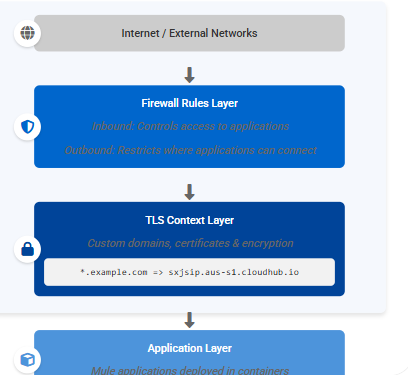 Internet / External Networks
Firewall Rules Layer
Inbound: Controls access to applications
Outbound: Restricts where applications can connect
TLS Context Layer
Custom domains, certificates & encryption
*.example.com => sxjsip.aus-s1.cloudhub.io
Application Layer
Mule applications deployed in containers